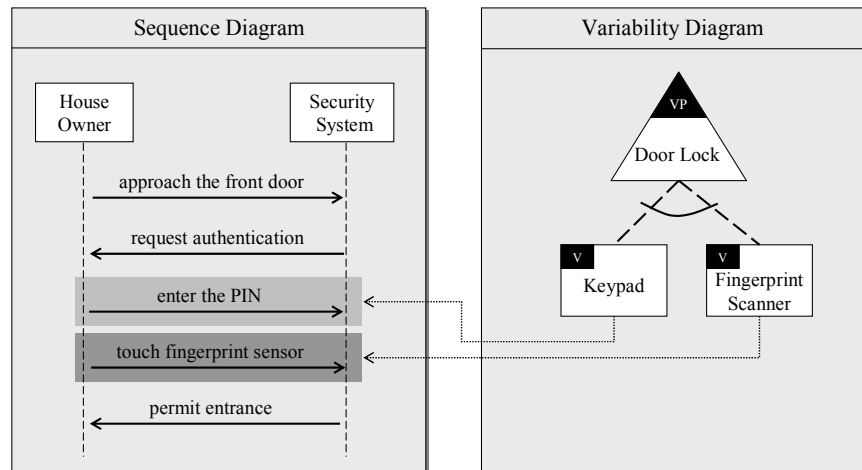 Sequence Diagram
House
Owner
Security
System
approach the front door
request authentication
enter the PIN
touch fingerprint sensor
permit entrance
Variability Diagram
VP
Door Lock
V
Keypad
V
Fingerprint
Scanner